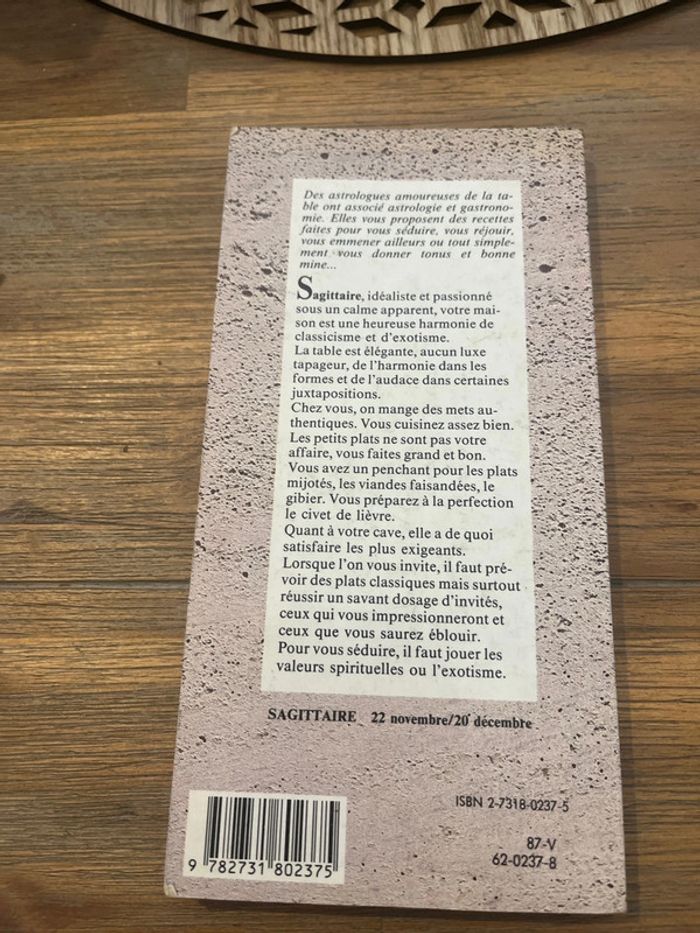 Des astrologues amoureuses de la ta-
ble ont associé astrologie et gastrono-
mie. Elles vous proposent des recettes
faites pour vous séduire, vous réjouir,
vous emmener ailleurs ou tout simple-
ment vous donner tonus et bonne
mine...
Sagittaire, idéaliste et passionné
sous un calme apparent, votre mai-
son est une heureuse harmonie de
classicisme et d'exotisme.
La table est élégante, aucun luxe
tapageur, de l'harmonie dans les
formes et de l'audace dans certaines
juxtapositions.
Chez vous, on mange des mets au-
thentiques. Vous cuisinez assez bien.
Les petits plats ne sont pas votre
affaire, vous faites grand et bon.
Vous avez un penchant pour les plats
mijotés, les viandes faisandées, le
gibier. Vous préparez à la perfection
le civet de lièvre.
Quant à votre cave, elle a de quoi
satisfaire les plus exigeants.
Lorsque l'on vous invite, il faut pré-
voir des plats classiques mais surtout
réussir un savant dosage d'invités,
ceux qui vous impressionneront et
ceux que vous saurez éblouir.
Pour vous séduire, il faut jouer les
valeurs spirituelles ou l'exotisme.
SAGITTAIRE 22 novembre/20 décembre
ISBN 2-7318-0237-5
87-V
62-0237-8
9 782731 802375